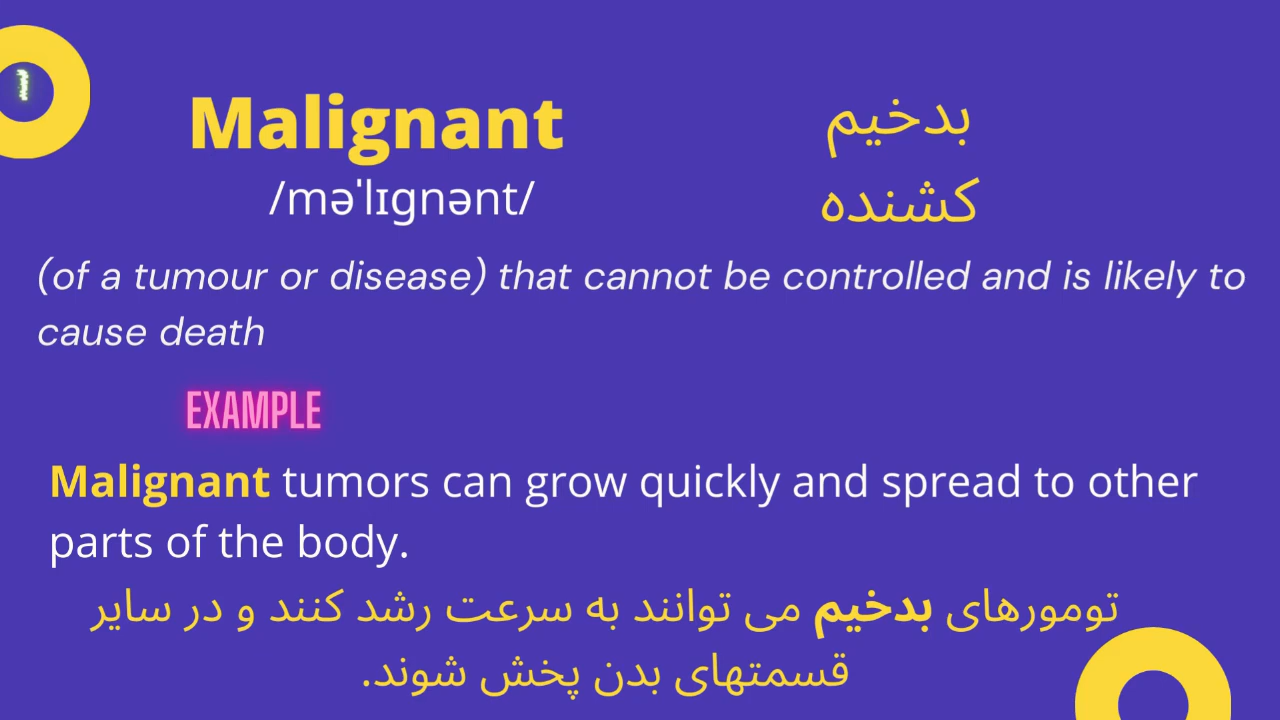 ۱
Malignant
بدخیم
/məˈlɪgnənt/
کشنده
(of a tumour or disease) that cannot be controlled and is likely to
cause death
EXAMPLE
Malignant tumors can grow quickly and spread to other
parts of the body.
تومورهای بدخیم می توانند به سرعت رشد کنند و در سایر
قسمتهای بدن پخش شوند.